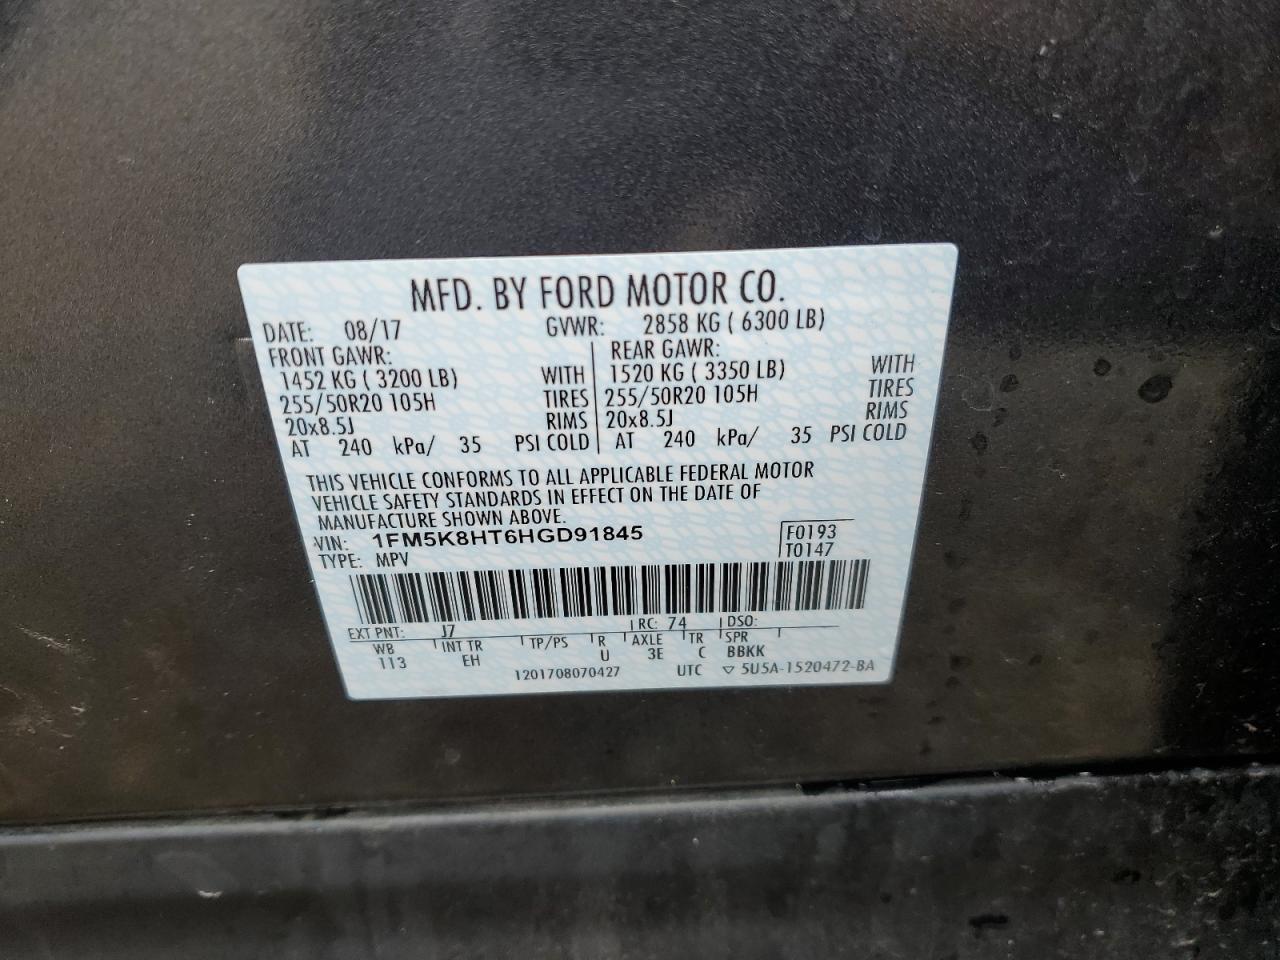 MFD. BY FORD MOTOR CO.
DATE: 08/17 GVWR: 2858 KG ( 6300 LB)
FRONT GAWR: REAR GAWR:
1452 KG ( 3200 LB) WITH 1520 KG ( 3350 LB) WITH
255/50R20 105H TIRES 255/50R20 105H TIRES
20x8.5J RIMS 20x8.5J RIMS
AT 240 kPa/ 35 PSI COLD AT 240 kPa/ 35 PSI COLD
THIS VEHICLE CONFORMS TO ALL APPLICABLE FEDERAL MOTOR
VEHICLE SAFETY STANDARDS IN EFFECT ON THE DATE OF
MANUFACTURE SHOWN ABOVE.
VIN: 1FM5K8HT6HGD91845 F0193
TYPE: MPV T0147
EXT PNT: J7 RC: 74 DSO:
WB INT TR TP/PS R AXLE TR SPR
113 EH U 3E C BBKK
1201708070427 UTC ▽ 5U5A-1520472-BA